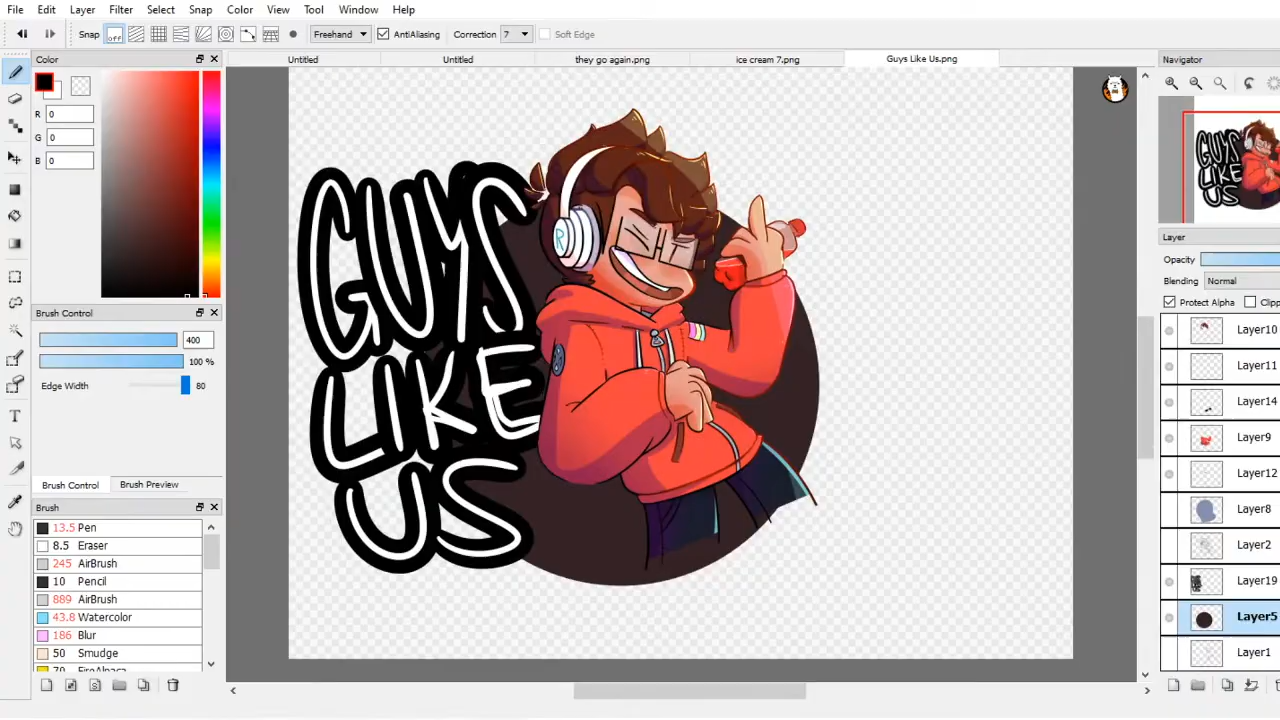 File Edit Layer Filter Select Snap Color View Tool Window Help
Snap off Freehand AntiAliasing Correction 7 Soft Edge
Color
Untitled Untitled they go again.png ice cream 7.png Guys Like Us.png
Navigator
R 0
G 0
B 0
GUYS
LIKE
US
R
Brush Control
400
100 %
Edge Width 80
Brush Control Brush Preview
Brush
13.5 Pen
8.5 Eraser
245 AirBrush
10 Pencil
889 AirBrush
43.8 Watercolor
186 Blur
50 Smudge
70 FireAlpaca
Layer
Opacity
Blending Normal
Protect Alpha Clipp
Layer10
Layer11
Layer14
Layer9
Layer12
Layer8
Layer2
Layer19
Layer5
Layer1